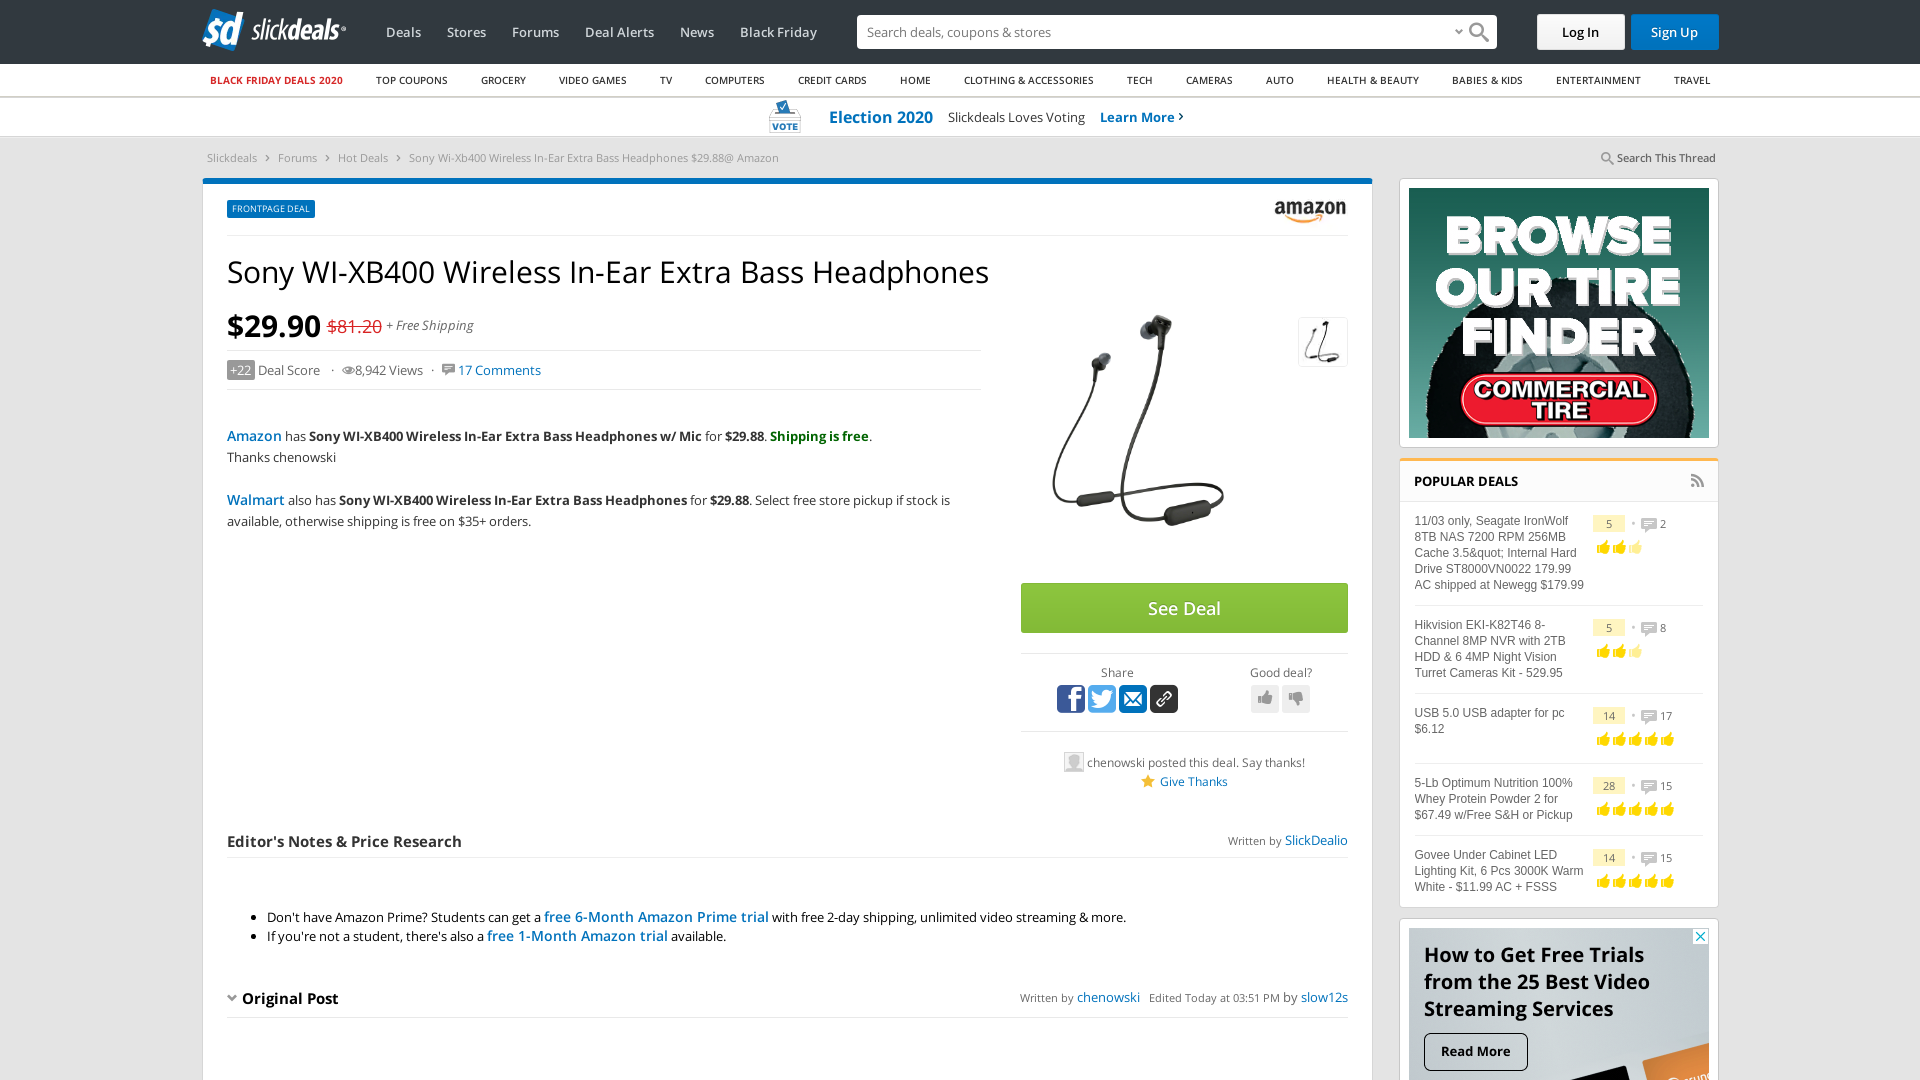 sd slickdeals
Deals Stores Forums Deal Alerts News Black Friday Search deals, coupons & shopping Log In Sign Up
BLACK FRIDAY DEALS 2020 TOP COUPONS GROCERY VIDEO GAMES TV COMPUTERS CREDIT CARDS HOME CLOTHING & ACCESSORIES TECH CAMERAS AUTO HEALTH & BEAUTY BABIES & KIDS ENTERTAINMENT TRAVEL
VOTE Election 2020 Slickdeals Loves Voting Learn More
Slickdeals › Forums › Hot Deals › Sony Wi-Xb400 Wireless In-Ear Extra Bass Headphones $29.88@ Amazon
Search This Thread
FRONTPAGE DEAL
amazon
Sony WI-XB400 Wireless In-Ear Extra Bass Headphones
$29.90 $81.20 + Free Shipping
+22 Deal Score · 8,942 Views · 17 Comments
Amazon has Sony WI-XB400 Wireless In-Ear Extra Bass Headphones w/ Mic for $29.88. Shipping is free.
Thanks chenowski
Walmart also has Sony WI-XB400 Wireless In-Ear Extra Bass Headphones for $29.88. Select free store pickup if stock is
available, otherwise shipping is free on $35+ orders.
See Deal
Share
Good deal?
chenowski posted this deal. Say thanks!
Give Thanks
Editor's Notes & Price Research
Written by SlickDealio
• Don't have Amazon Prime? Students can get a free 6-Month Amazon Prime trial with free 2-day shipping, unlimited video streaming & more.
• If you're not a student, there's also a free 1-Month Amazon trial available.
Original Post
Written by chenowski Edited Today at 03:51 PM by slow12s
BROWSE
OUR TIRE
FINDER
COMMERCIAL
TIRE
POPULAR DEALS
11/03 only, Seagate IronWolf
8TB NAS 7200 RPM 256MB
Cache 3.5&quot; Internal Hard
Drive ST8000VN0022 179.99
AC shipped at Newegg $179.99
5 • 2
Hikvision EKI-K82T46 8-
Channel 8MP NVR with 2TB
HDD & 6 4MP Night Vision
Turret Cameras Kit - 529.95
5 • 8
USB 5.0 USB adapter for pc
$6.12
14 • 17
5-Lb Optimum Nutrition 100%
Whey Protein Powder 2 for
$67.49 w/Free S&H or Pickup
28 • 15
Govee Under Cabinet LED
Lighting Kit, 6 Pcs 3000K Warm
White - $11.99 AC + FSSS
14 • 15
How to Get Free Trials
from the 25 Best Video
Streaming Services
Read More